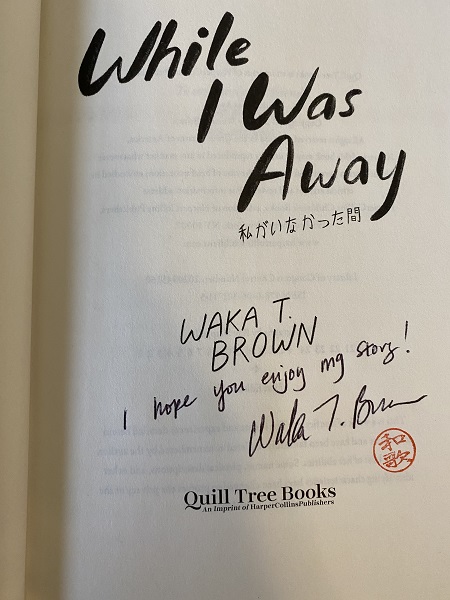 While
I Was
Away
私がいなかった間
WAKA T.
BROWN
I hope you enjoy my story!
Waka T. Brown
和歌
Quill Tree Books
An Imprint of HarperCollinsPublishers